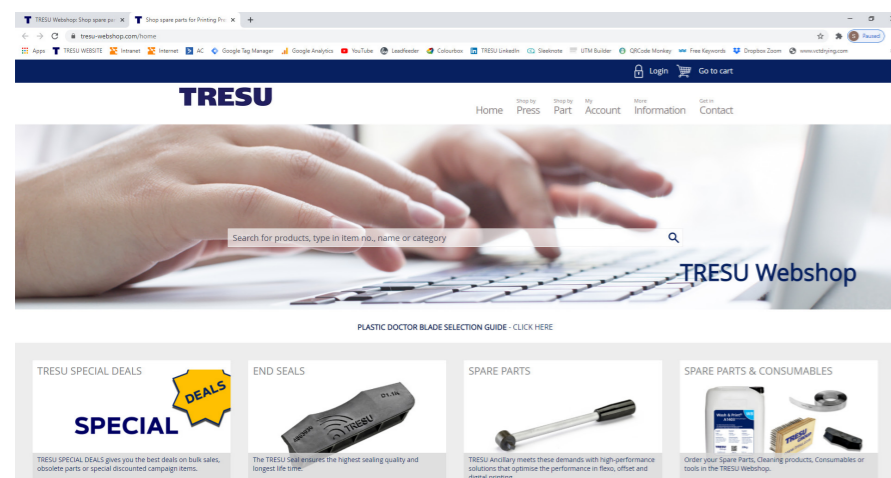 TRESU Webshop: Shop spare pa
Shop spare parts for Printing Pre
tresu-webshop.com/home
Paused
Apps TRESU WEBSITE Intranet Internet AC Google Tag Manager Google Analytics YouTube Leadfeeder Colourbox TRESU LinkedIn Sleeknote UTM Builder QRCode Monkey Free Keywords Dropbox Zoom www.vctdrying.com
Login Go to cart
TRESU
Home Shop by Press Shop by Part My Account More Information Get in Contact
Search for products, type in Item no., name or category
TRESU Webshop
PLASTIC DOCTOR BLADE SELECTION GUIDE - CLICK HERE
TRESU SPECIAL DEALS
DEALS
SPECIAL
TRESU SPECIAL DEALS gives you the best deals on bulk sales,
obsolete parts or special discounted campaign items.
END SEALS
TRESU
The TRESU Seal ensures the highest sealing quality and
longest life time.
SPARE PARTS
TRESU Ancillary meets these demands with high-performance
solutions that optimise the performance in flexo, offset and
digital printing.
SPARE PARTS & CONSUMABLES
TRESU
Order your Spare Parts, Cleaning products, Consumables or
tools in the TRESU Webshop.